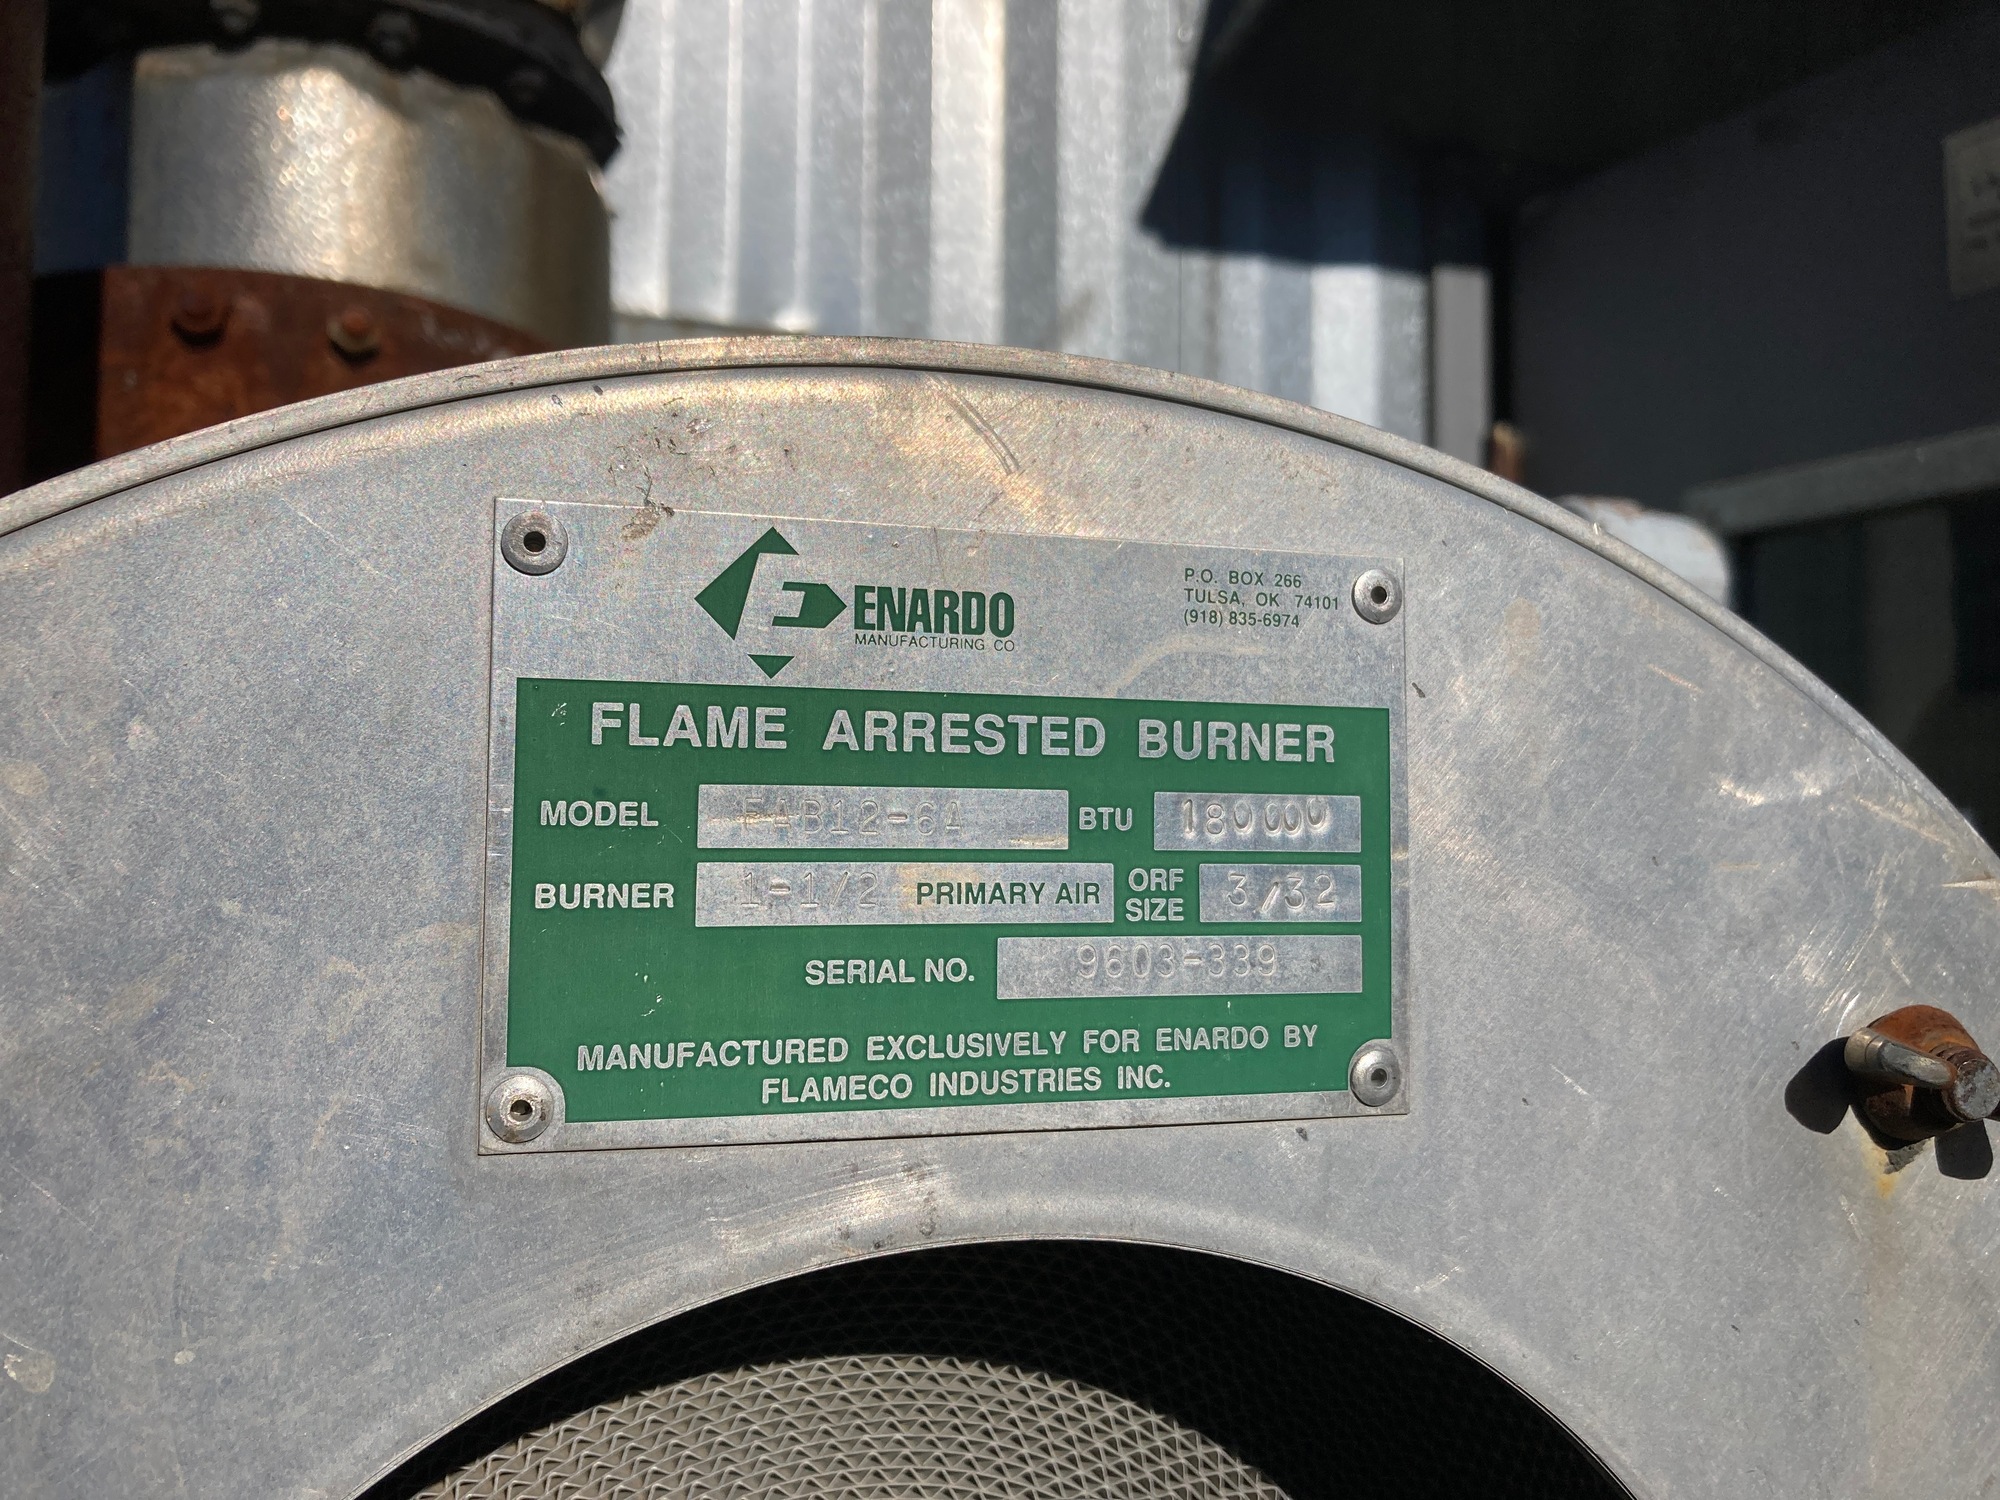 ENARDO
MANUFACTURING CO
P.O. BOX 266
TULSA, OK 74101
(918) 835-6974
FLAME ARRESTED BURNER
MODEL FAB12-6A BTU 180000
BURNER 1-1/2 PRIMARY AIR ORF SIZE 3/32
SERIAL NO. 9603-339
MANUFACTURED EXCLUSIVELY FOR ENARDO BY
FLAMECO INDUSTRIES INC.